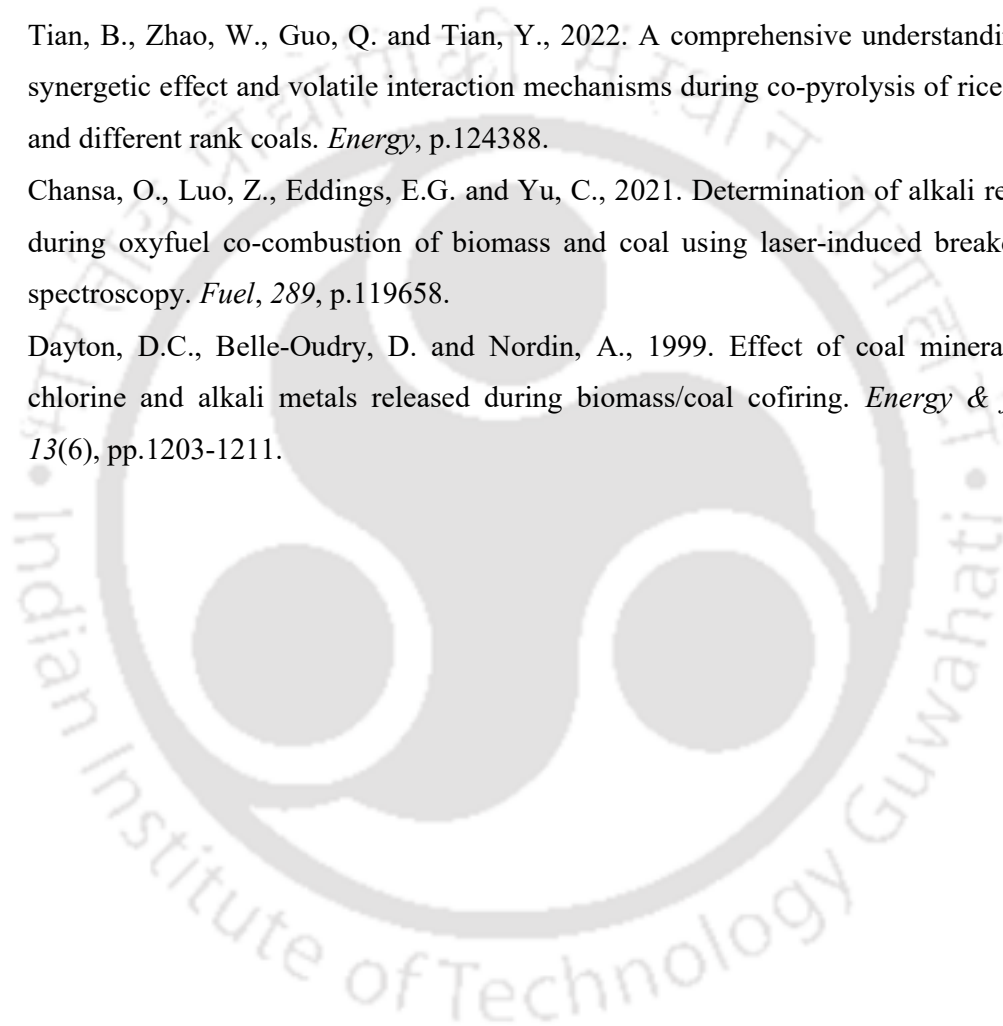 Tian, B., Zhao, W., Guo, Q. and Tian, Y., 2022. A comprehensive
synergetic effect and volatile interaction mechanisms during co-pyrolysis of rice
and different rank coals. Energy, p.124388.
Chansa, O., Luo, Z., Eddings, E.G. and Yu, C., 2021. Determination of alkali
during oxyfuel co-combustion of biomass and coal using laser-induced
spectroscopy. Fuel, 289, p.119658.
Dayton, D.C., Belle-Oudry, D. and Nordin, A., 1999. Effect of coal
chlorine and alkali metals released during biomass/coal cofiring. Energy &
13(6), pp.1203-1211.
Indian Institute of Technology Guwahati